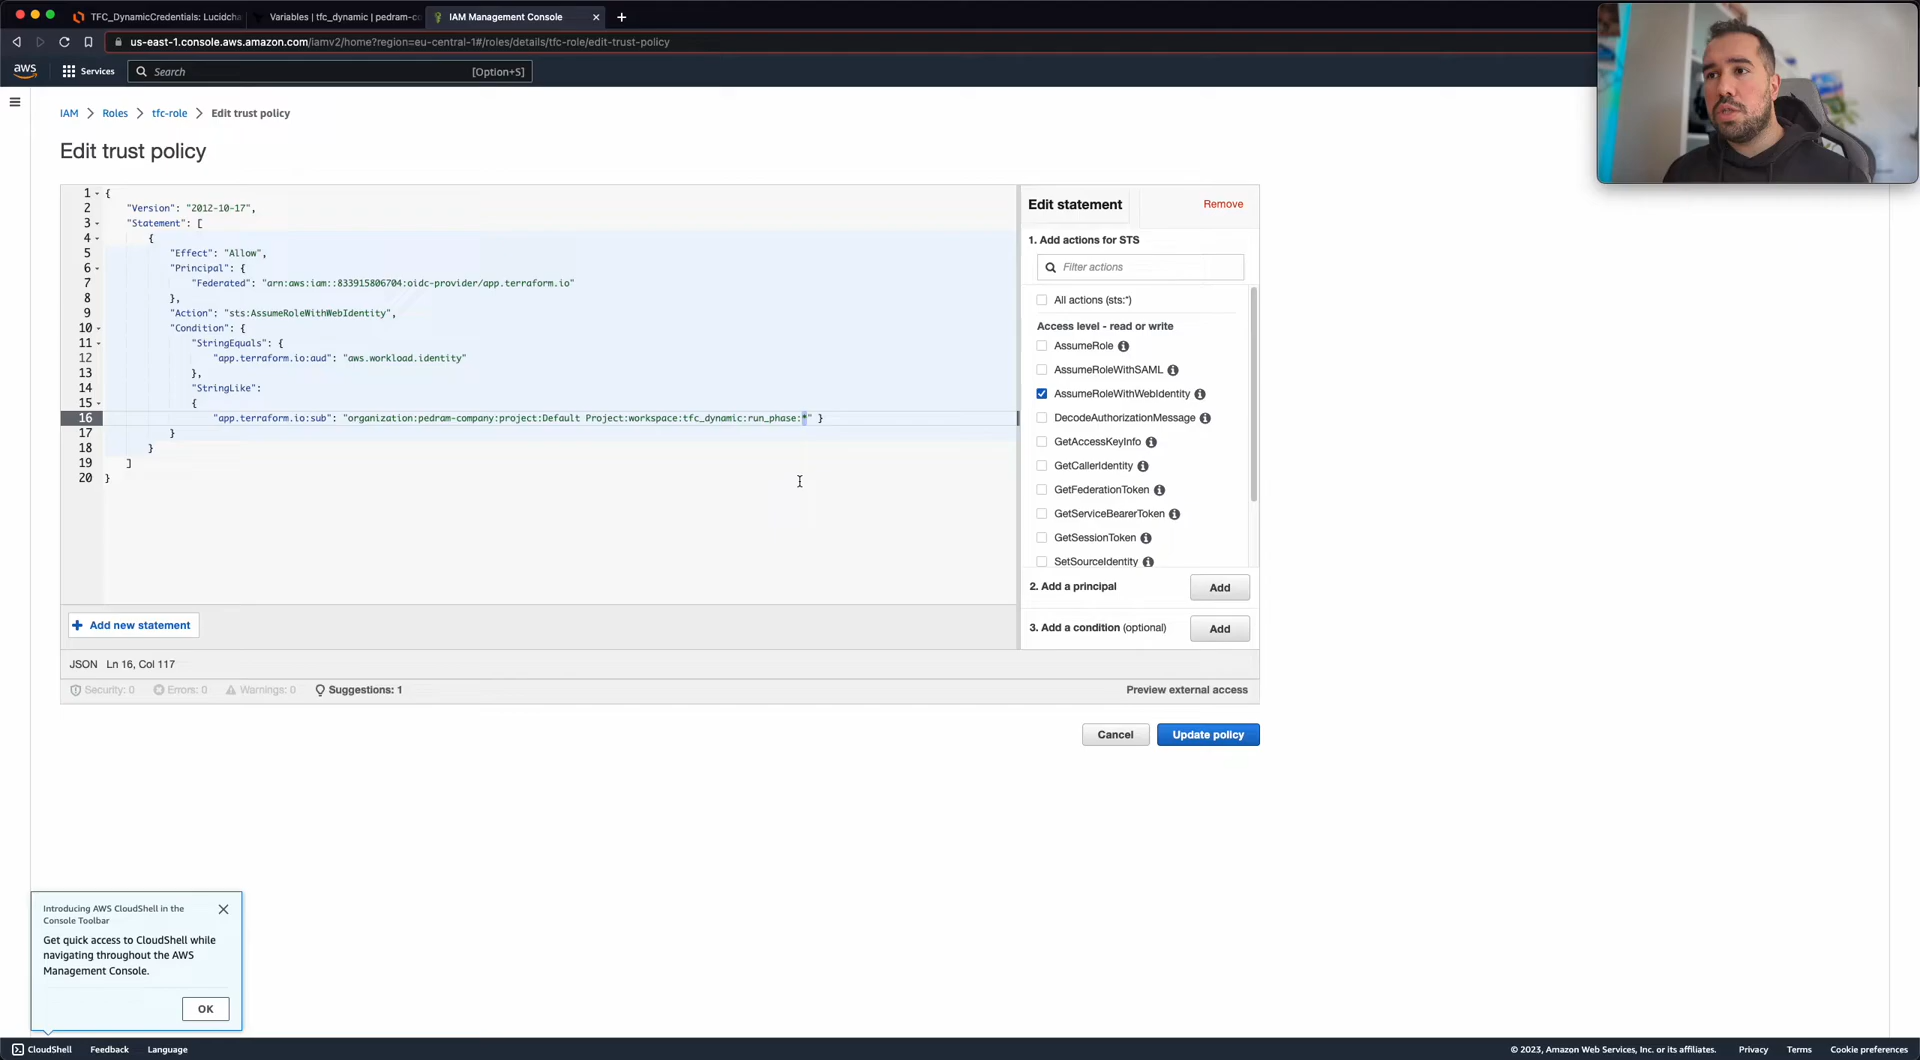 TFC_DynamicCredentials: Lucidcha
Variables | tfc_dynamic | pedram-co
IAM Management Console
us-east-1.console.aws.amazon.com/iamv2/home?region=eu-central-1#/roles/details/tfc-role/edit-trust-policy
aws
Services
Search
[Option+S]
IAM > Roles > tfc-role > Edit trust policy
Edit trust policy
1 {
2 "Version": "2012-10-17",
3 "Statement": [
4 {
5 "Effect": "Allow",
6 "Principal": {
7 "Federated": "arn:aws:iam::833915806704:oidc-provider/app.terraform.io"
8 },
9 "Action": "sts:AssumeRoleWithWebIdentity",
10 "Condition": {
11 "StringEquals": {
12 "app.terraform.io:aud": "aws.workload.identity"
13 },
14 "StringLike":
15 {
16 "app.terraform.io:sub": "organization:pedram-company:project:Default Project:workspace:tfc_dynamic:run_phase:*" }
17 }
18 }
19 ]
20 }
+ Add new statement
JSON Ln 16, Col 117
Security: 0
Errors: 0
Warnings: 0
Suggestions: 1
Preview external access
Edit statement
Remove
1. Add actions for STS
Filter actions
All actions (sts:*)
Access level - read or write
AssumeRole
AssumeRoleWithSAML
AssumeRoleWithWebIdentity
DecodeAuthorizationMessage
GetAccessKeyInfo
GetCallerIdentity
GetFederationToken
GetServiceBearerToken
GetSessionToken
SetSourceIdentity
2. Add a principal
Add
3. Add a condition (optional)
Add
Cancel
Update policy
Introducing AWS CloudShell in the
Console Toolbar
Get quick access to CloudShell while
navigating throughout the AWS
Management Console.
OK
CloudShell
Feedback
Language
© 2023, Amazon Web Services, Inc. or its affiliates.
Privacy
Terms
Cookie preferences